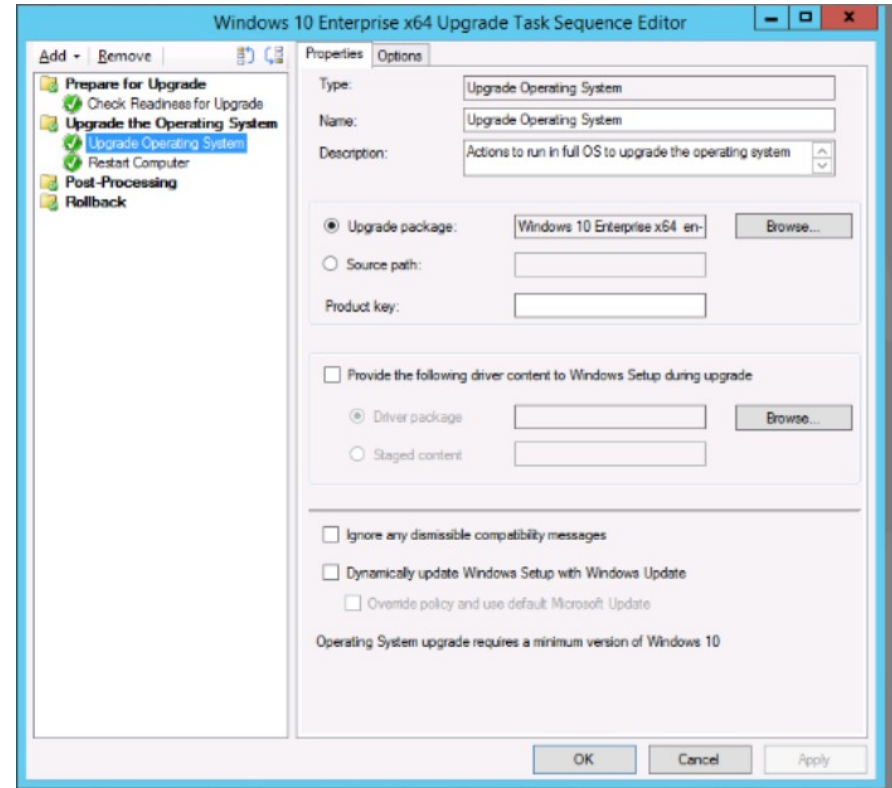 Windows 10 Enterprise x64 Upgrade Task Sequence Editor
Add
Remove
Properties
Options
Prepare for Upgrade
Check Readiness for Upgrade
Upgrade the Operating System
Upgrade Operating System
Restart Computer
Post-Processing
Rollback
Type:
Upgrade Operating System
Name:
Upgrade Operating System
Description:
Actions to run in full OS to upgrade the operating system
Upgrade package:
Windows 10 Enterprise x64 en-
Browse...
Source path:
Product key:
Provide the following driver content to Windows Setup during upgrade
Driver package
Browse...
Staged content
Ignore any dismissible compatibility messages
Dynamically update Windows Setup with Windows Update
Override policy and use default Microsoft Update
Operating System upgrade requires a minimum version of Windows 10
OK
Cancel
Apply